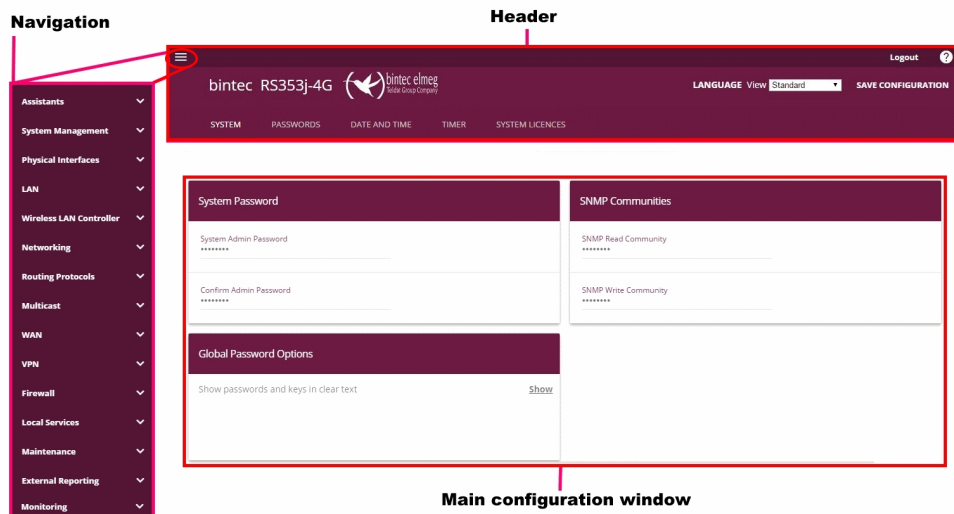 Navigation
Header
Logout ?
bintec RS353j-4G bintec elmeg
Teldat Group Company
LANGUAGE View Standard SAVE CONFIGURATION
SYSTEM PASSWORDS DATE AND TIME TIMER SYSTEM LICENCES
Assistants
System Management
Physical Interfaces
LAN
Wireless LAN Controller
Networking
Routing Protocols
Multicast
WAN
VPN
Firewall
Local Services
Maintenance
External Reporting
Monitoring
System Password
System Admin Password
••••••••
Confirm Admin Password
••••••••
SNMP Communities
SNMP Read Community
••••••••
SNMP Write Community
••••••••
Global Password Options
Show passwords and keys in clear text Show
Main configuration window